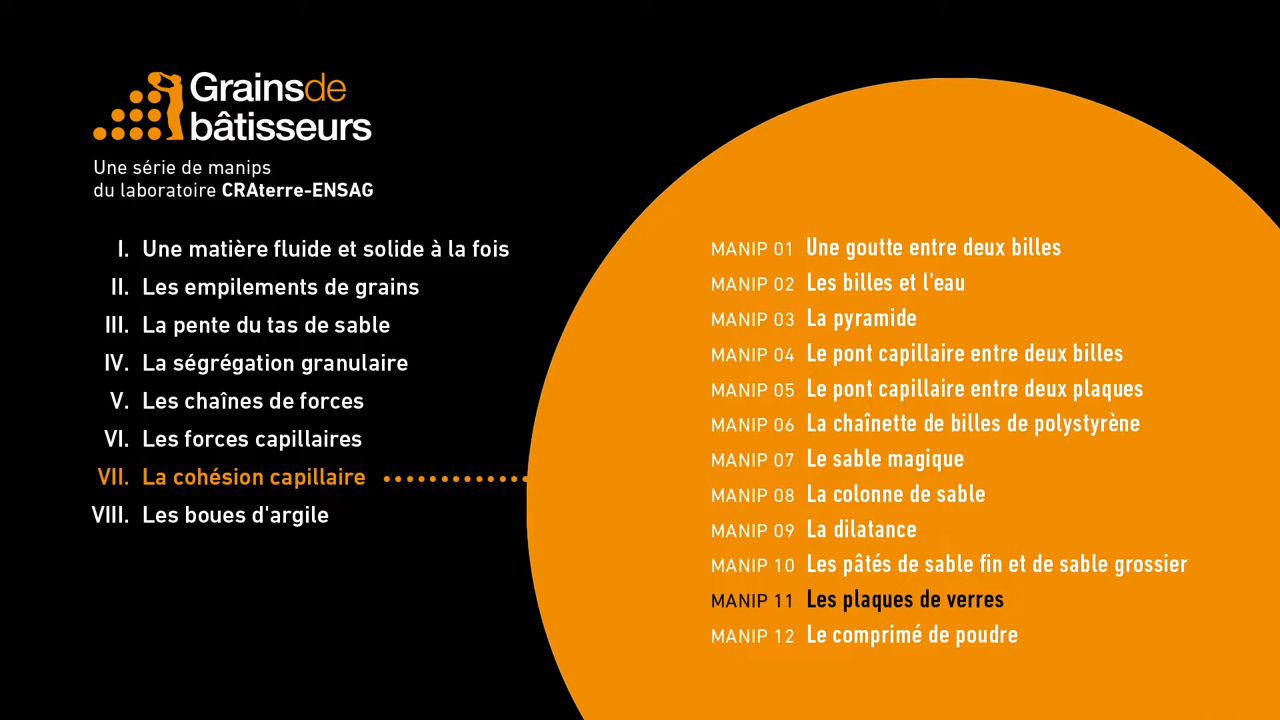 Grainsde
bâtisseurs
Une série de manips
du laboratoire CRAterre-ENSAG
I. Une matière fluide et solide à la fois
II. Les empilements de grains
III. La pente du tas de sable
IV. La ségrégation granulaire
V. Les chaînes de forces
VI. Les forces capillaires
VII. La cohésion capillaire
VIII. Les boues d'argile
MANIP 01 Une goutte entre deux billes
MANIP 02 Les billes et l'eau
MANIP 03 La pyramide
MANIP 04 Le pont capillaire entre deux billes
MANIP 05 Le pont capillaire entre deux plaques
MANIP 06 La chaînette de billes de polystyrène
MANIP 07 Le sable magique
MANIP 08 La colonne de sable
MANIP 09 La dilatance
MANIP 10 Les pâtés de sable fin et de sable grossier
MANIP 11 Les plaques de verres
MANIP 12 Le comprimé de poudre